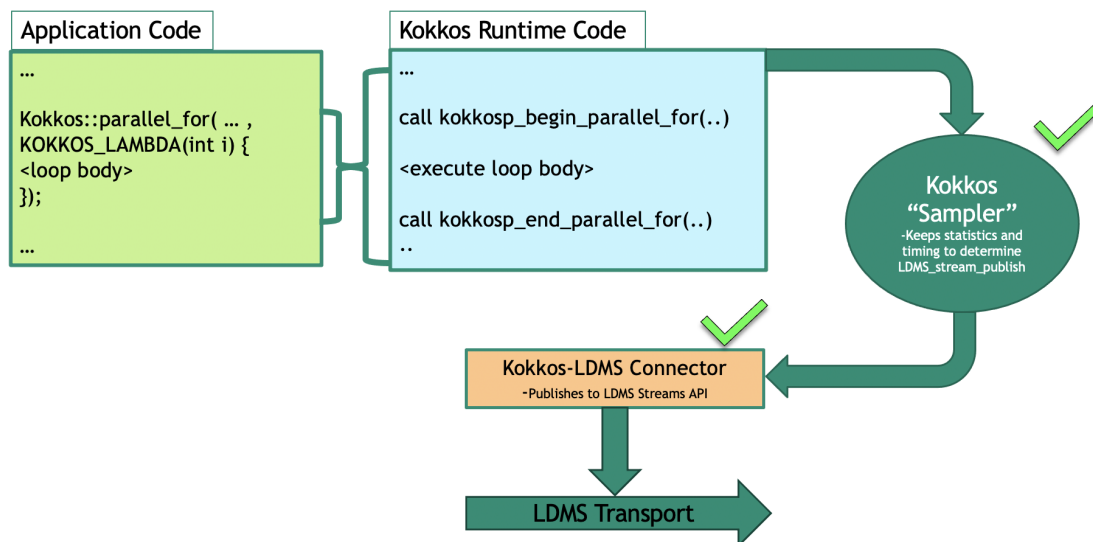 Application Code
…
Kokkos::parallel_for( … ,
KOKKOS_LAMBDA(int i) {
<loop body>
});
…
Kokkos Runtime Code
…
call kokkosp_begin_parallel_for(..)
<execute loop body>
call kokkosp_end_parallel_for(..)
..
Kokkos
“Sampler”
-Keeps statistics and
timing to determine
LDMS_stream_publish
Kokkos-LDMS Connector
-Publishes to LDMS Streams API
LDMS Transport